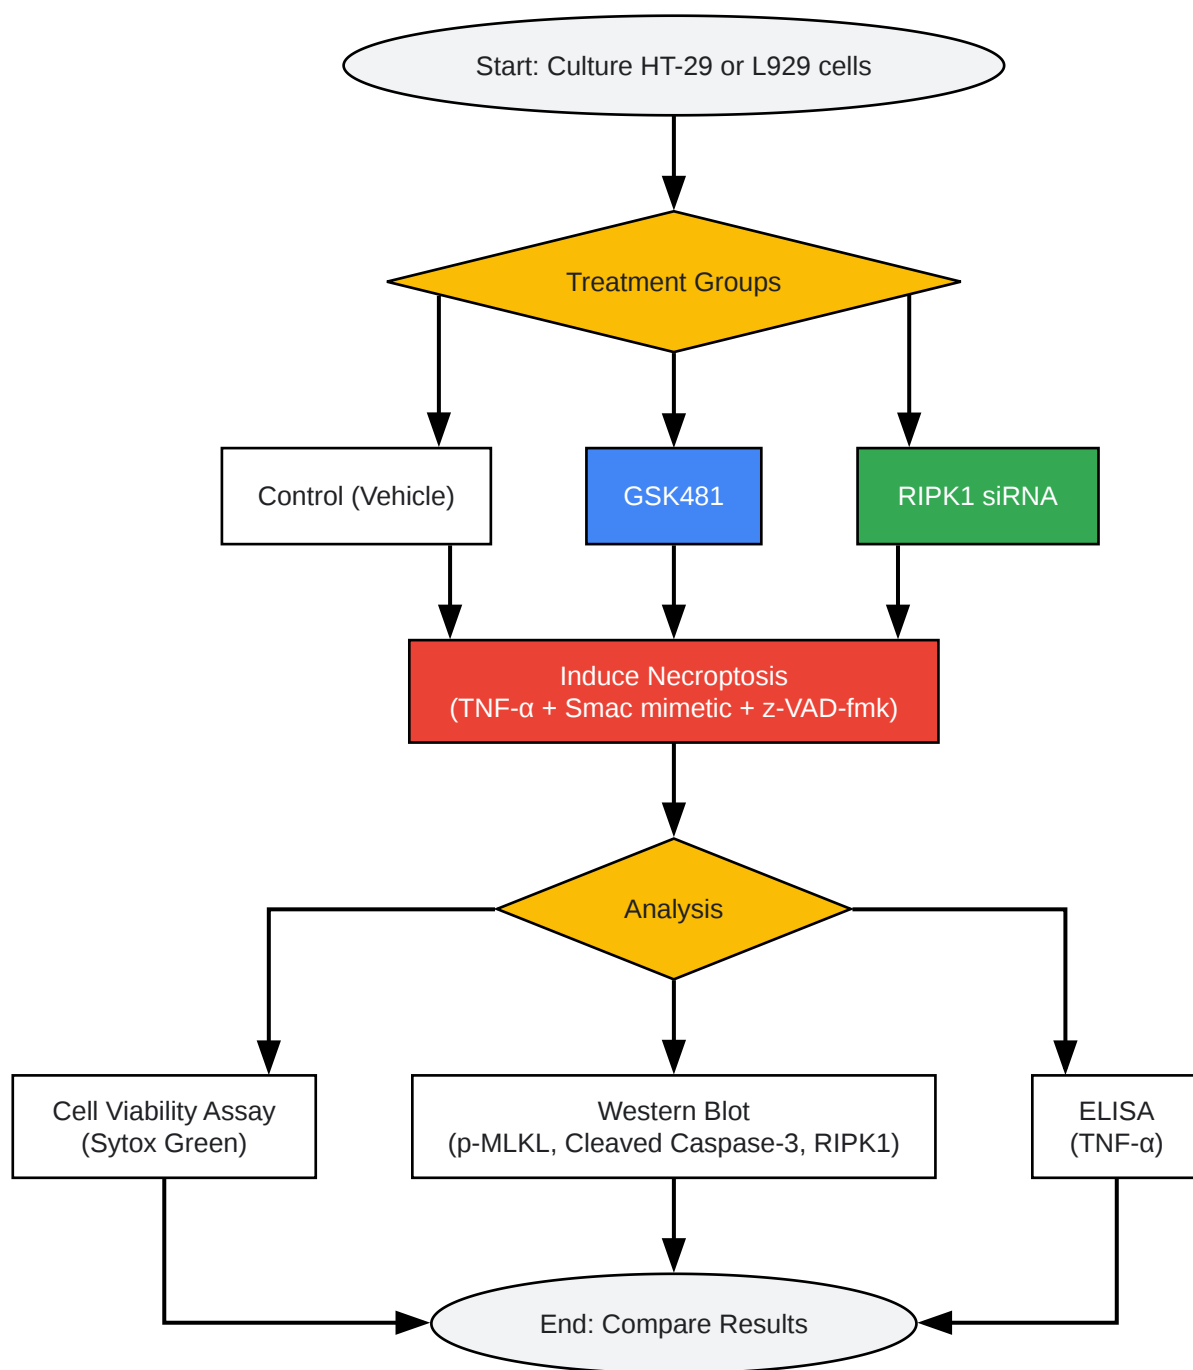 Start: Culture HT-29 or L929 cells
Treatment Groups
Control (Vehicle)
GSK481
RIPK1 siRNA
Induce Necroptosis
(TNF-α + Smac mimetic + z-VAD-fmk)
Analysis
Cell Viability Assay
(Sytox Green)
Western Blot
(p-MLKL, Cleaved Caspase-3, RIPK1)
ELISA
(TNF-α)
End: Compare Results